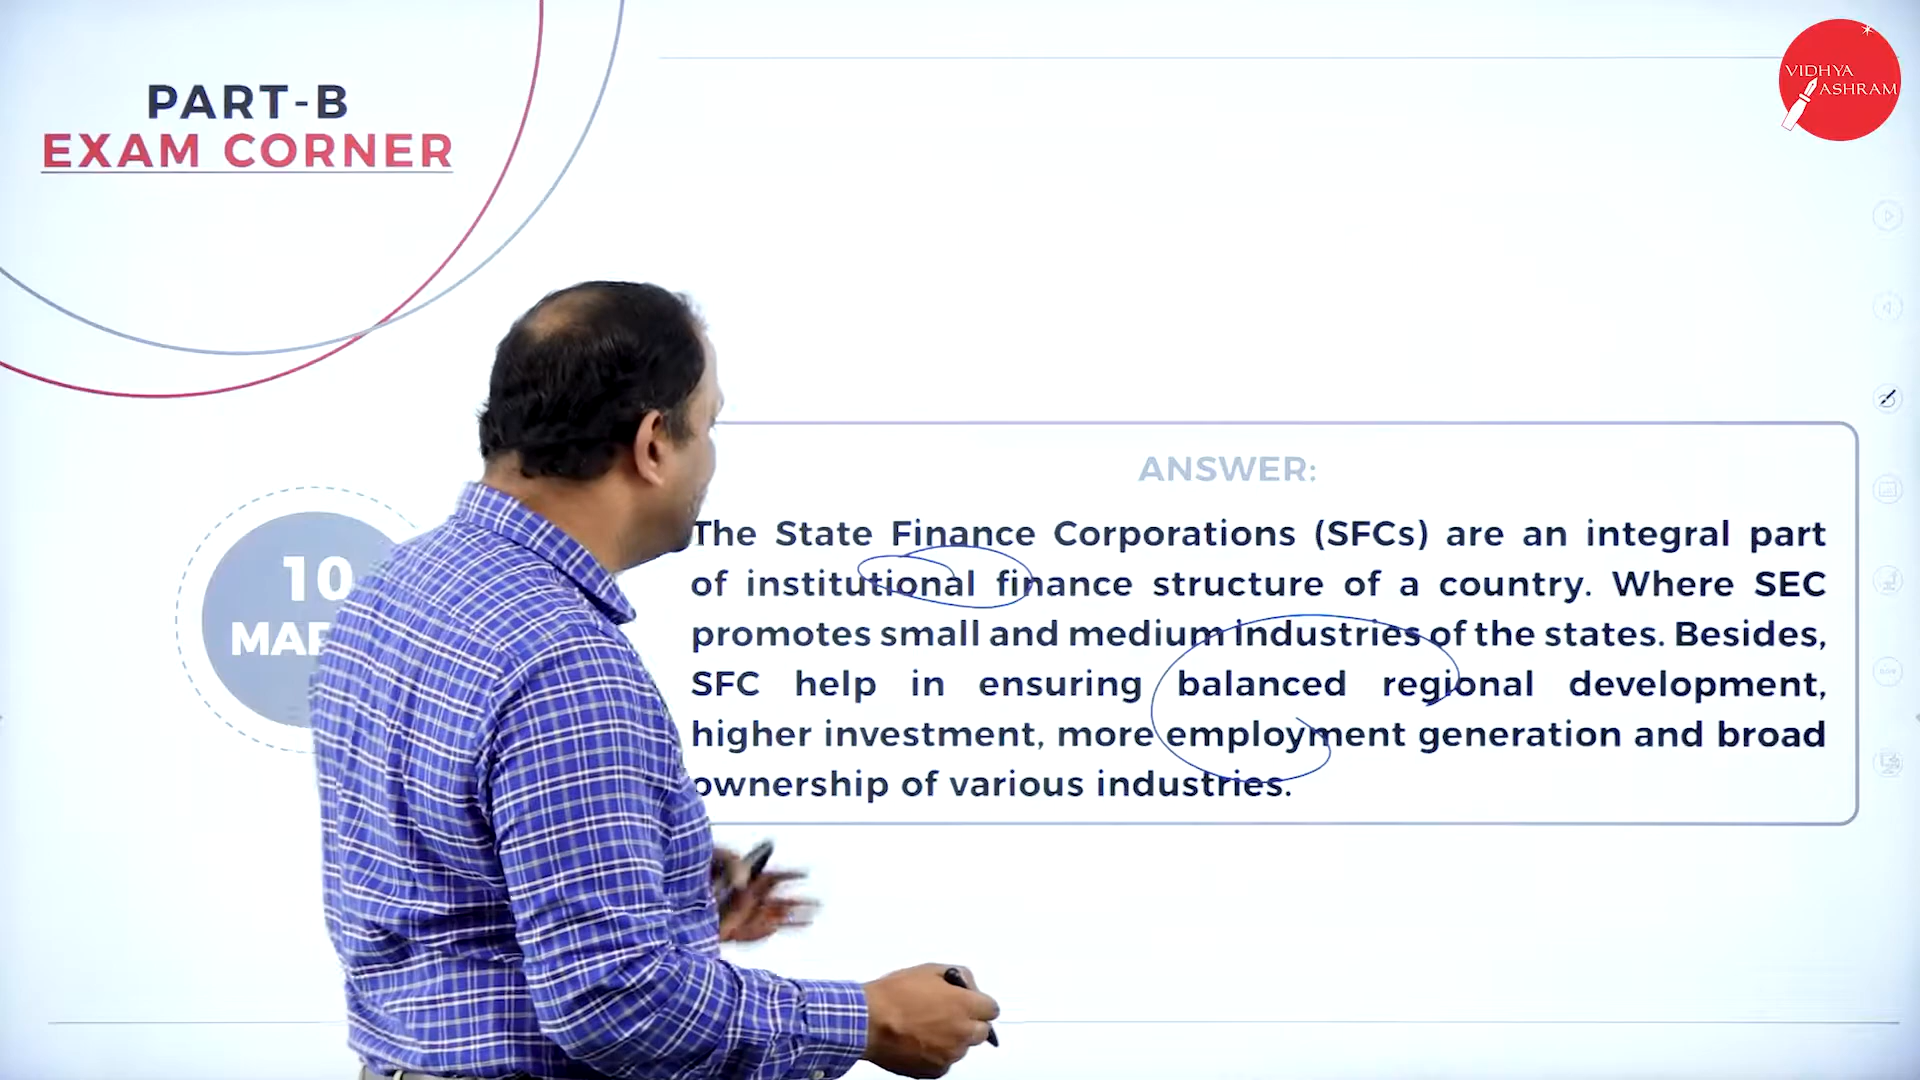 PART-B
EXAM CORNER
VIDHYA
ASHRAM
10
ANSWER:
The State Finance Corporations (SFCs) are an integral part
of institutional finance structure of a country. Where SEC
promotes small and medium industries of the states. Besides,
SFC help in ensuring balanced regional development,
higher investment, more employment generation and broad
ownership of various industries.